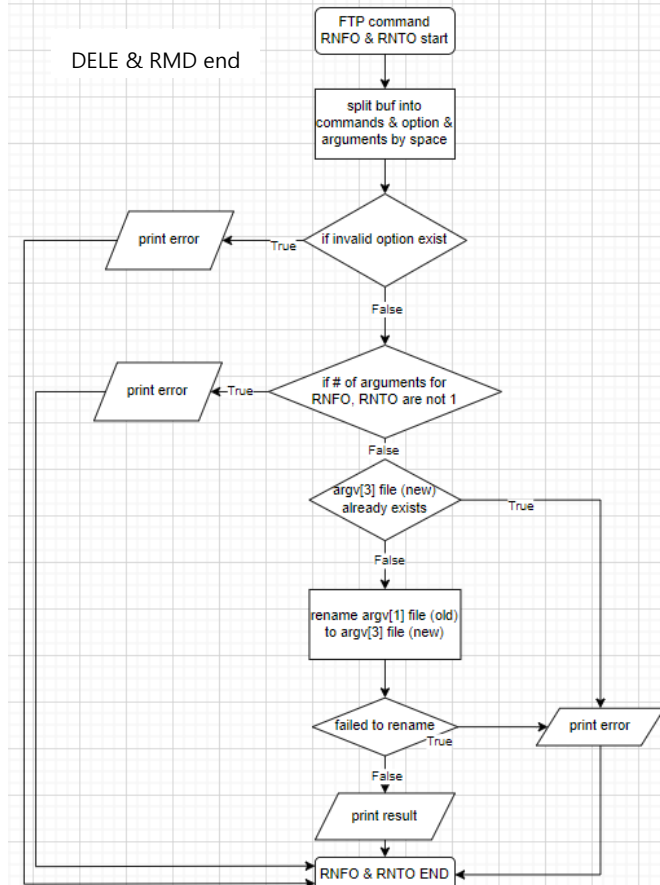 FTP command
RNFO & RNTO start
DELE & RMD end
split buf into
commands & option &
arguments by space
if invalid option exist
True
print error
False
if # of arguments for
RNFO, RNTO are not 1
True
print error
False
argv[3] file (new)
already exists
True
False
rename argv[1] file (old)
to argv[3] file (new)
failed to rename
True
print error
False
print result
RNFO & RNTO END